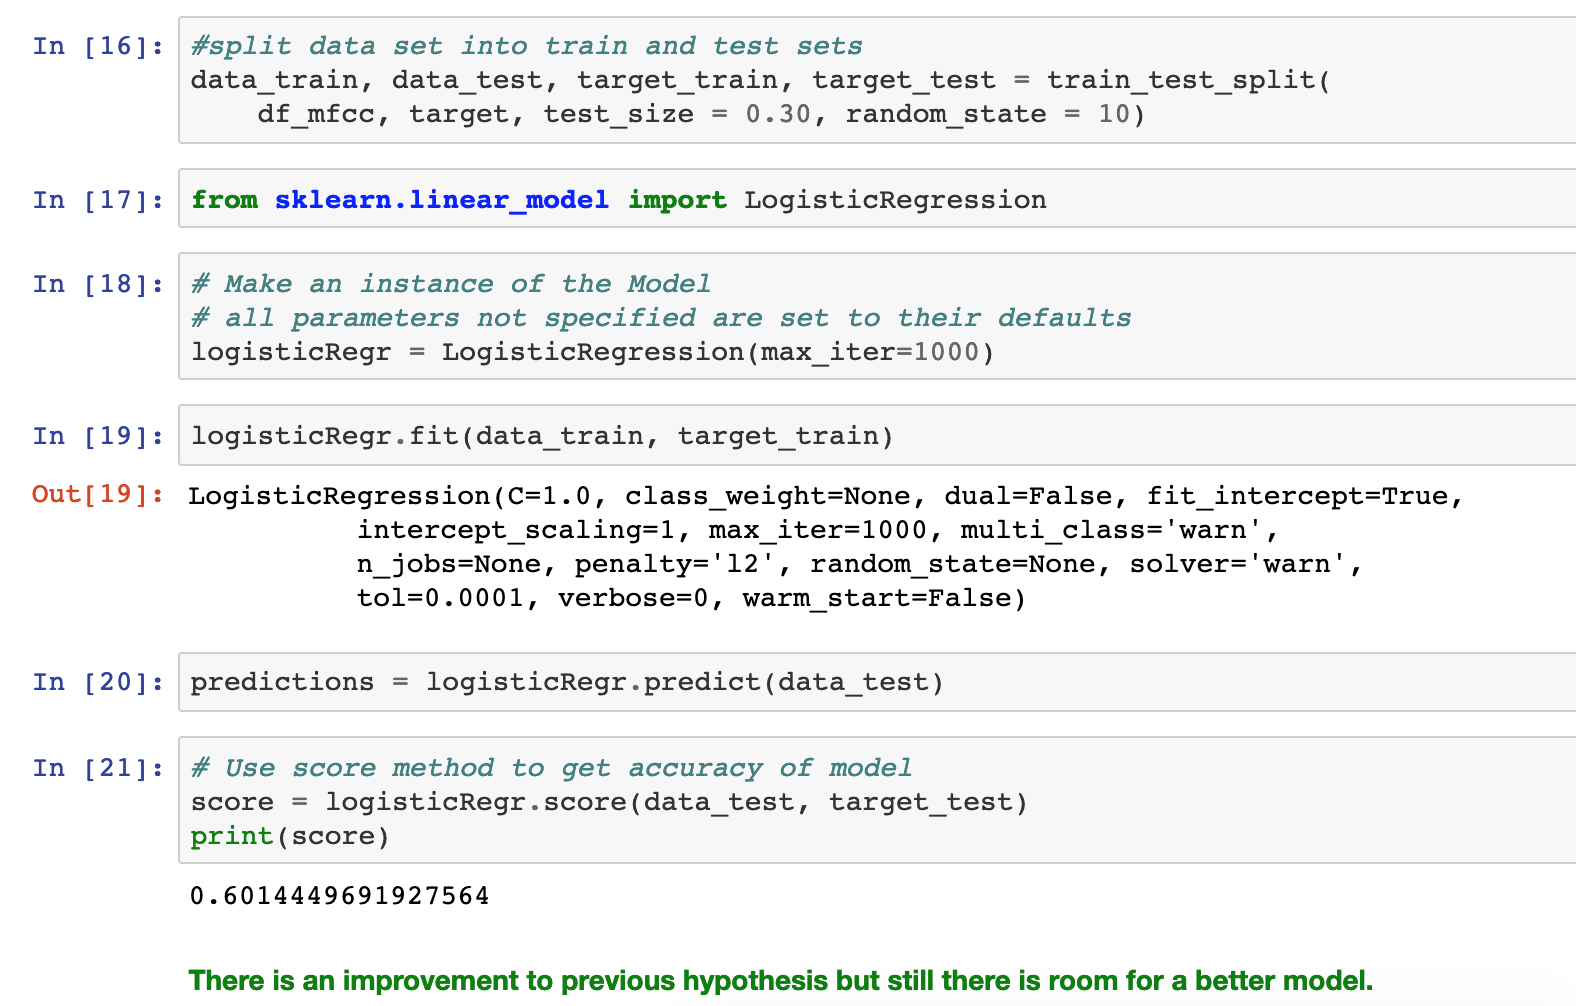 In [16]: #split data set into train and test sets
data_train, data_test, target_train, target_test = train_test_split(
    df_mfcc, target, test_size = 0.30, random_state = 10)
In [17]: from sklearn.linear_model import LogisticRegression
In [18]: # Make an instance of the Model
# all parameters not specified are set to their defaults
logisticRegr = LogisticRegression(max_iter=1000)
In [19]: logisticRegr.fit(data_train, target_train)
Out[19]: LogisticRegression(C=1.0, class_weight=None, dual=False, fit_intercept=True,
          intercept_scaling=1, max_iter=1000, multi_class='warn',
          n_jobs=None, penalty='l2', random_state=None, solver='warn',
          tol=0.0001, verbose=0, warm_start=False)
In [20]: predictions = logisticRegr.predict(data_test)
In [21]: # Use score method to get accuracy of model
score = logisticRegr.score(data_test, target_test)
print(score)
0.6014449691927564
There is an improvement to previous hypothesis but still there is room for a better model.